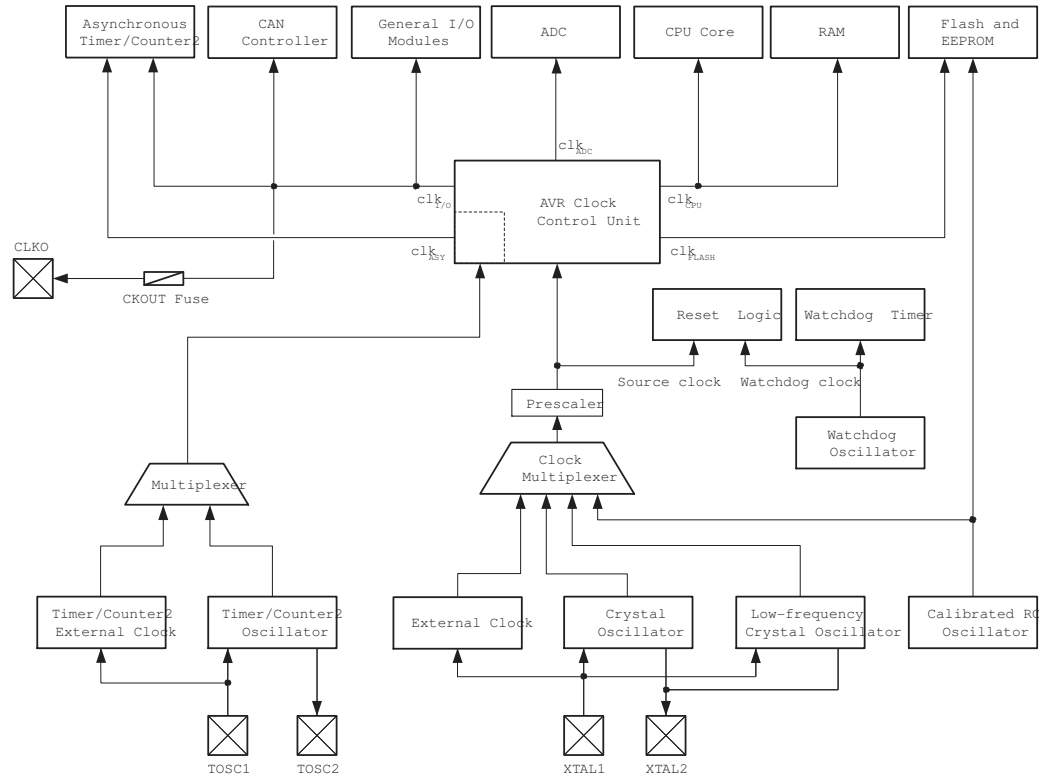 Asynchronous
Timer/Counter2
CAN
Controller
General I/O
Modules
ADC
CPU Core
RAM
Flash and
EEPROM
clkADC
clkI/O
AVR Clock
Control Unit
clkCPU
clkASY
clkFLASH
CLKO
CKOUT Fuse
Reset Logic
Watchdog Timer
Source clock
Watchdog clock
Prescaler
Watchdog
Oscillator
Multiplexer
Clock
Multiplexer
Timer/Counter2
External Clock
Timer/Counter2
Oscillator
External Clock
Crystal
Oscillator
Low-frequency
Crystal Oscillator
Calibrated RC
Oscillator
TOSC1
TOSC2
XTAL1
XTAL2